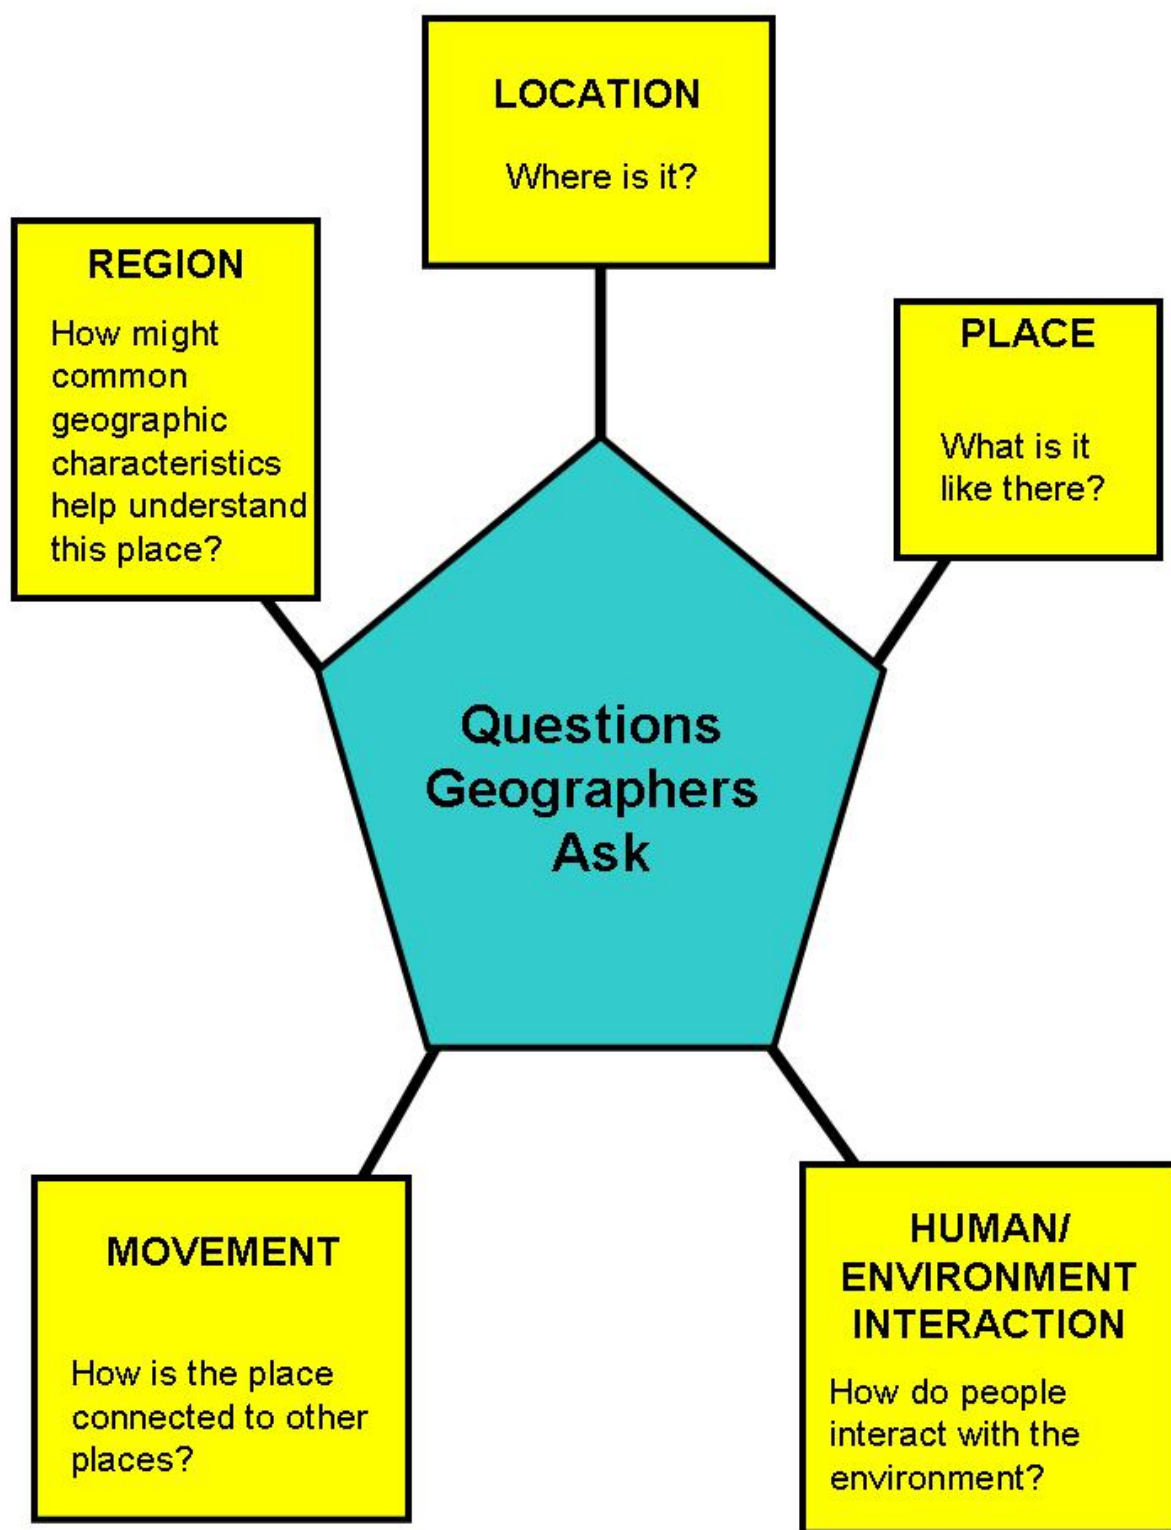 LOCATION
Where is it?
REGION
How might
common
geographic
characteristics
help understand
this place?
PLACE
What is it
like there?
Questions
Geographers
Ask
MOVEMENT
How is the place
connected to other
places?
HUMAN/
ENVIRONMENT
INTERACTION
How do people
interact with the
environment?